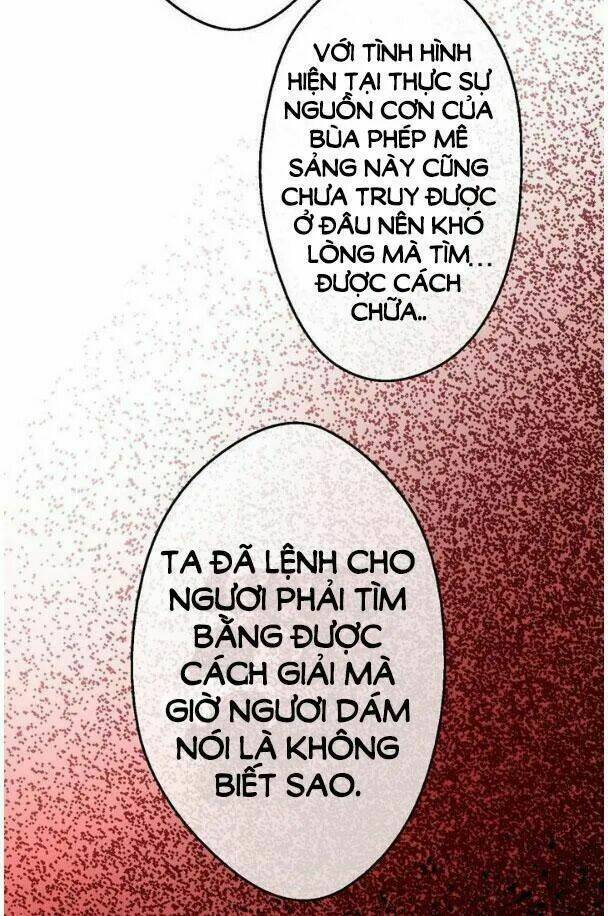 VỚI TÌNH HÌNH
HIỆN TẠI THỰC SỰ
NGUỒN CƠN CỦA
BÙA PHÉP MÊ
SẢNG NÀY CŨNG
CHƯA TRUY ĐƯỢC
Ở ĐÂU NÊN KHÓ
LÒNG MÀ TÌM...
ĐƯỢC CÁCH
CHỮA..
TA ĐÃ LỆNH CHO
NGƯƠI PHẢI TÌM
BẰNG ĐƯỢC
CÁCH GIẢI MÀ
GIỜ NGƯƠI DÁM
NÓI LÀ KHÔNG
BIẾT SAO.